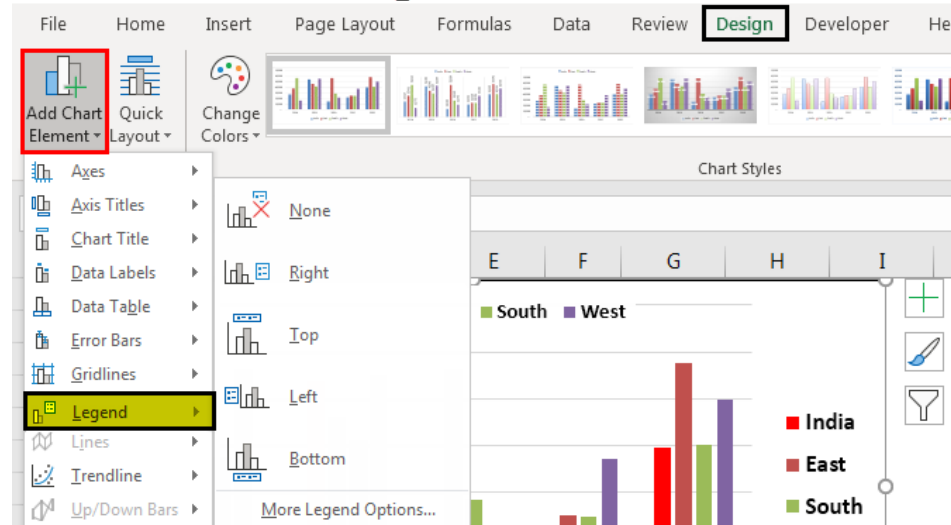 File Home Insert Page Layout Formulas Data Review Design Developer He
Add Chart Element Quick Layout Change Colors
Chart Styles
Axes
Axis Titles
Chart Title
Data Labels
Data Table
Error Bars
Gridlines
Legend
Lines
Trendline
Up/Down Bars
None
Right
Top
Left
Bottom
More Legend Options...
E F G H I
South West
India
East
South